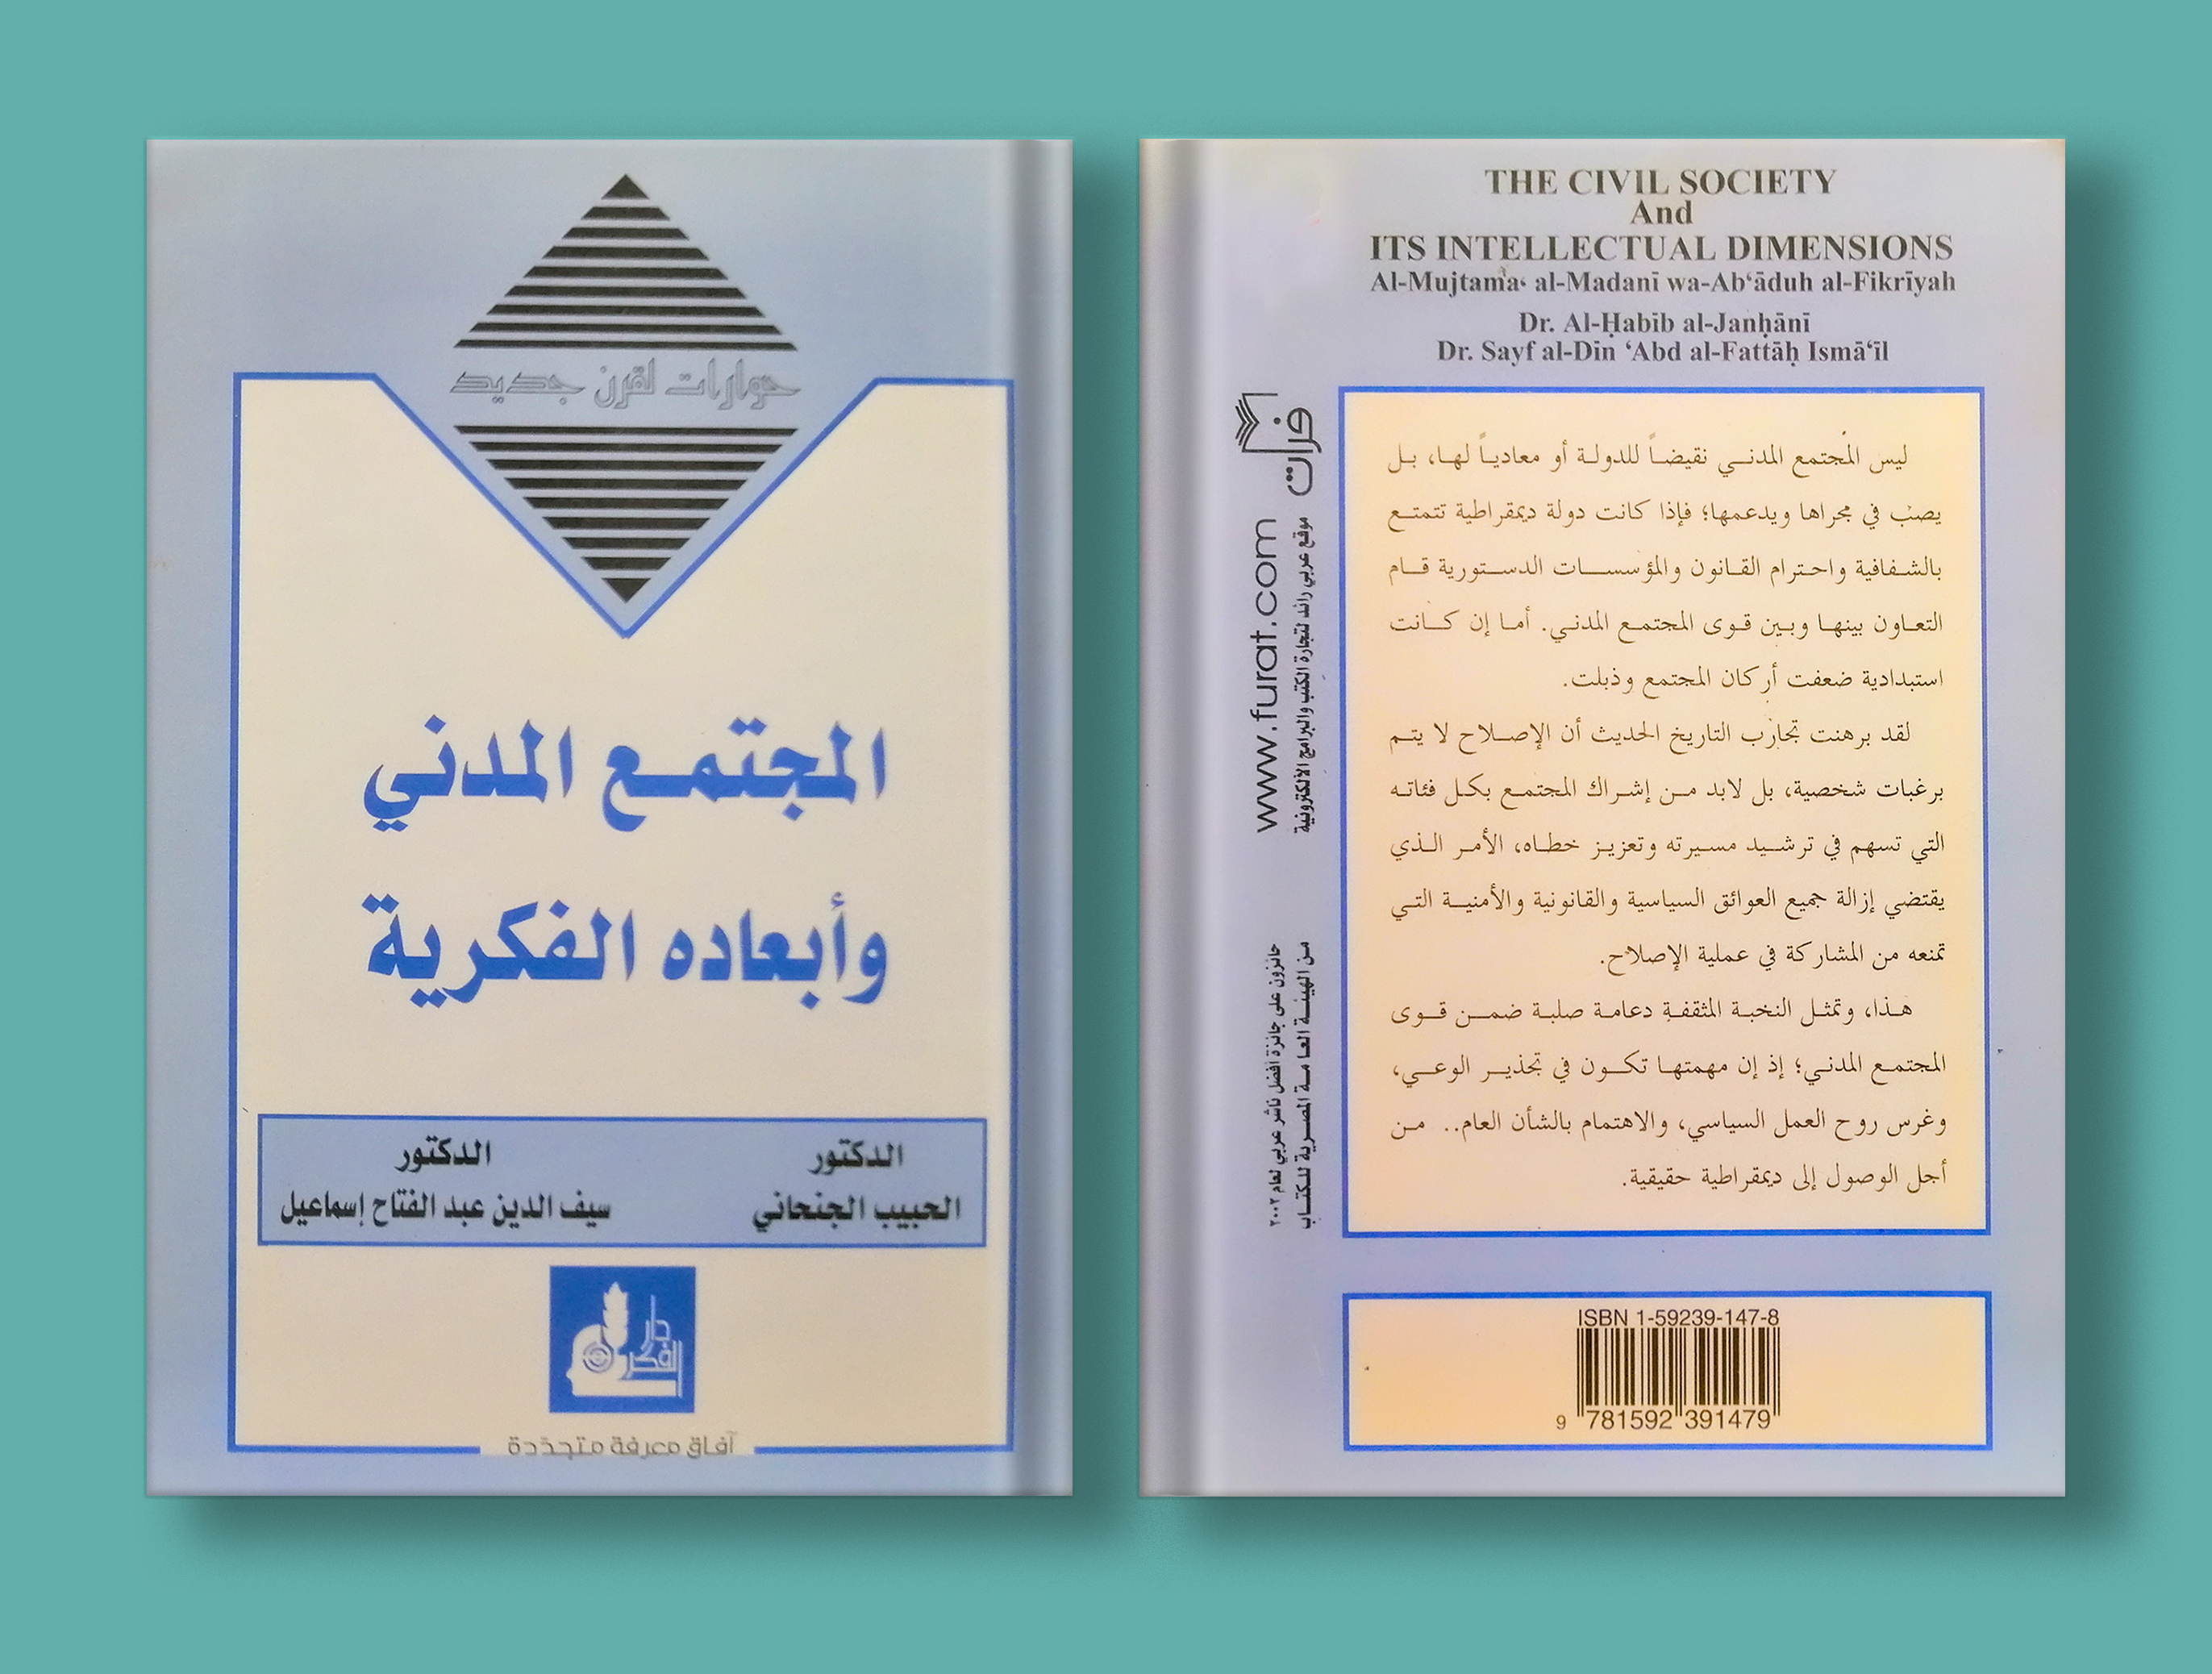 حوارات لقرن جديد
المجتمع المدني
وأبعاده الفكرية
الدكتور
الحبيب الجنحاني
الدكتور
سيف الدين عبد الفتاح إسماعيل
دار
الفكر
آفاق معرفة متجددة
THE CIVIL SOCIETY
And
ITS INTELLECTUAL DIMENSIONS
Al-Mujtama‘ al-Madanī wa-Ab‘āduh al-Fikrīyah
Dr. Al-Ḥabīb al-Janḥānī
Dr. Sayf al-Dīn ‘Abd al-Fattāḥ Ismā‘īl
ليس المجتمع المدني نقيضاً للدولة أو معادياً لها، بل
يصب في مجراها ويدعمها؛ فإذا كانت دولة ديمقراطية تتمتع
بالشفافية واحترام القانون والمؤسسات الدستورية قام
التعاون بينها وبين قوى المجتمع المدني. أما إن كانت
استبدادية ضعفت أركان المجتمع وذبلت.
لقد برهنت تجارب التاريخ الحديث أن الإصلاح لا يتم
برغبات شخصية، بل لابد من إشراك المجتمع بكل فئاته
التي تسهم في ترشيد مسيرته وتعزيز خطاه، الأمر الذي
يقتضي إزالة جميع العوائق السياسية والقانونية والأمنية التي
تمنعه من المشاركة في عملية الإصلاح.
هذا، وتمثل النخبة المثقفة دعامة صلبة ضمن قوى
المجتمع المدني؛ إذ إن مهمتها تكون في تجذير الوعي،
وغرس روح العمل السياسي، والاهتمام بالشأن العام.. من
أجل الوصول إلى ديمقراطية حقيقية.
فرات
www.furat.com
موقع عربي رائد لتجارة الكتب والبرامج الألكترونية
حائزون على جائزة أفضل ناشر عربي لعام ٢٠٠٢
من الهيئة العامة المصرية للكتاب
ISBN 1-59239-147-8
9 781592 391479